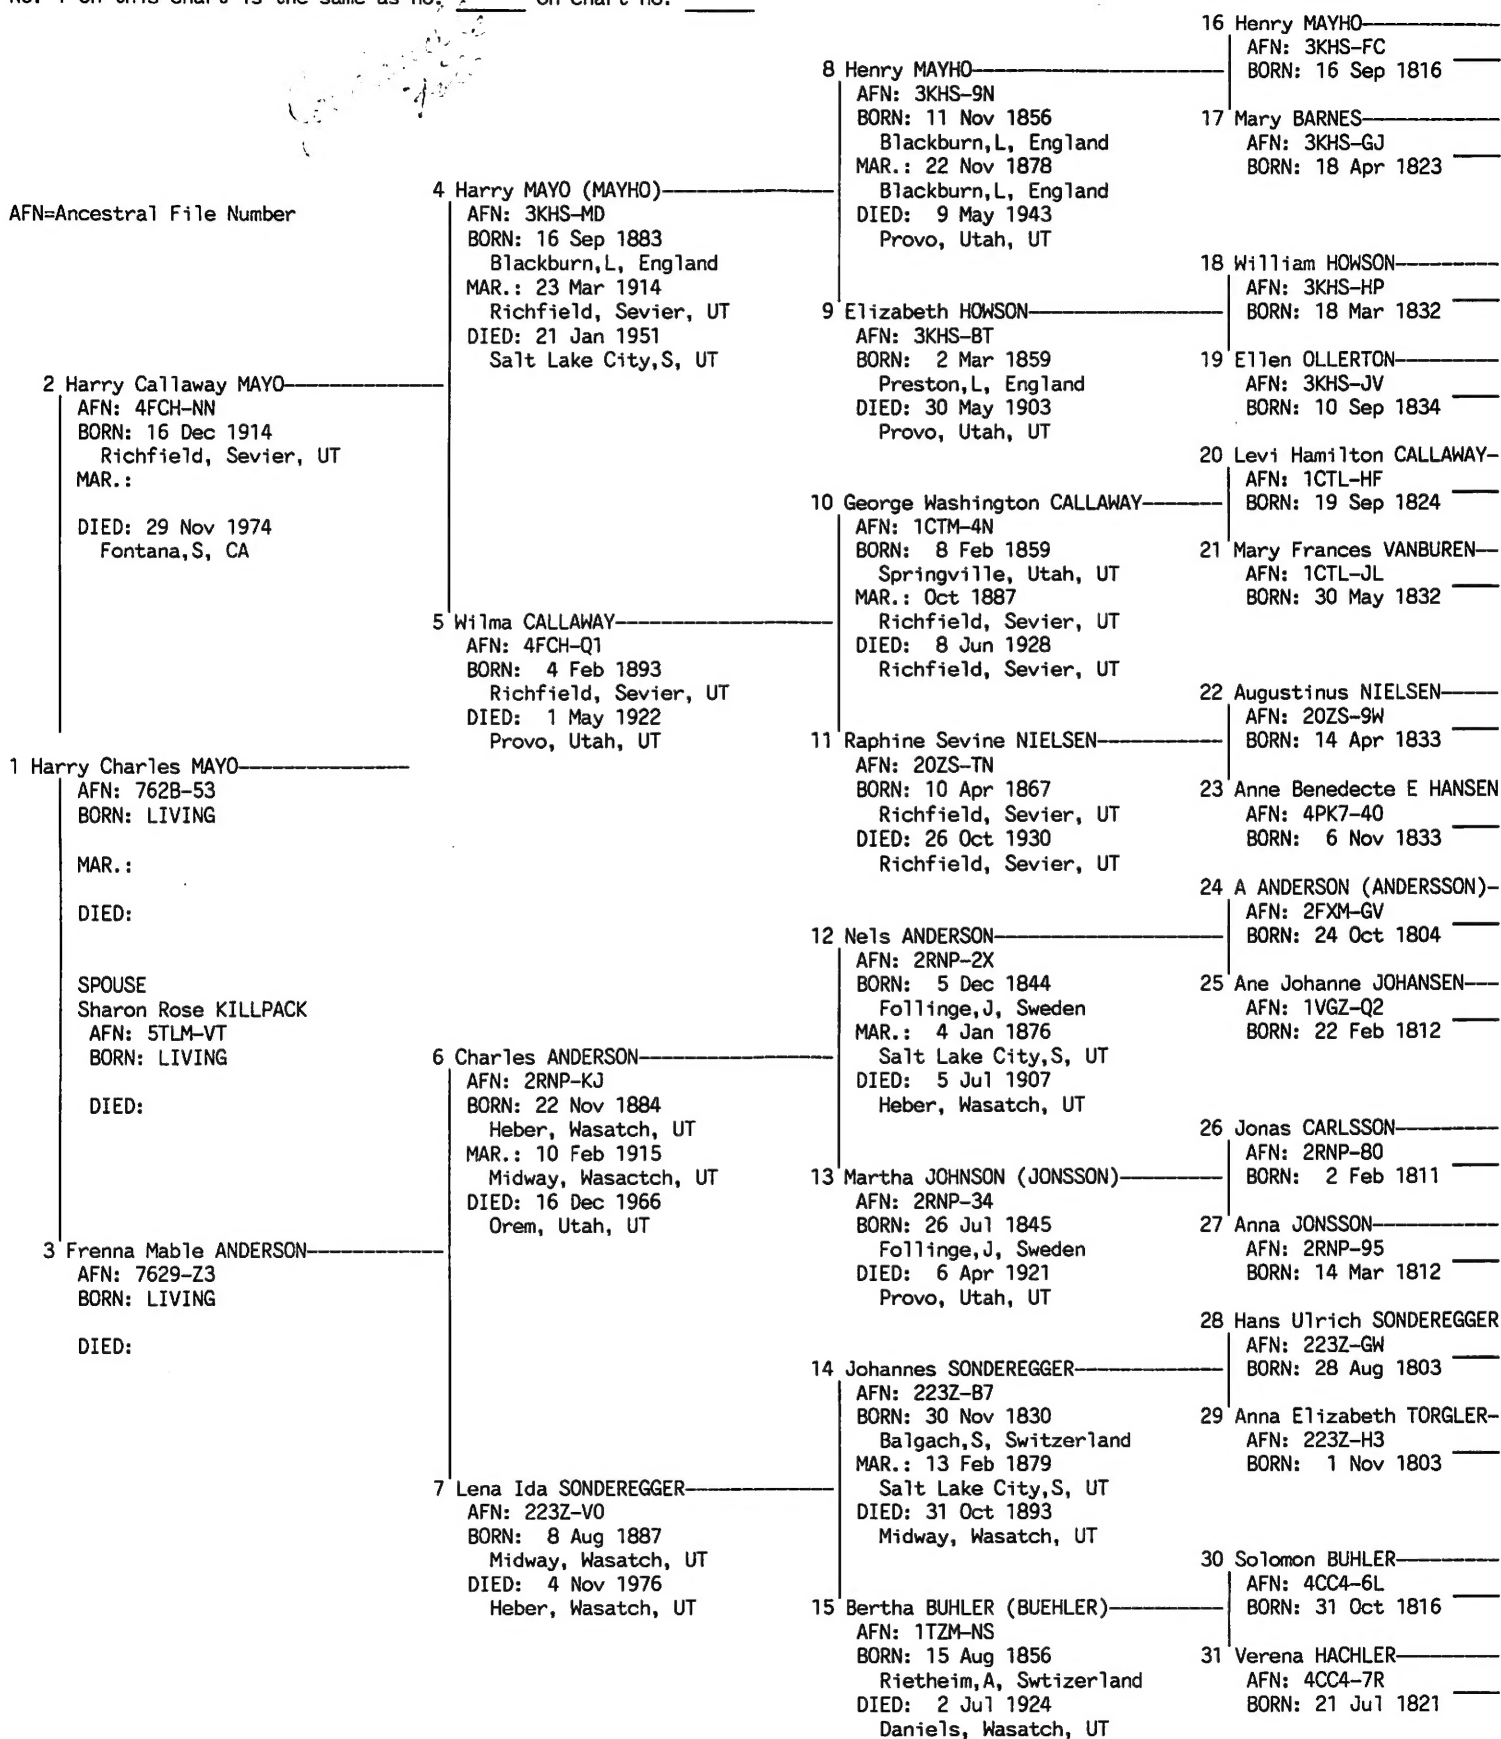 No. 1 on this chart is the same as no. _____ on chart no. _____
AFN=Ancestral File Number
1 Harry Charles MAYO
AFN: 762B-53
BORN: LIVING
MAR.:
DIED:
SPOUSE
Sharon Rose KILLPACK
AFN: 5TLM-VT
BORN: LIVING
DIED:
2 Harry Callaway MAYO
AFN: 4FCH-NN
BORN: 16 Dec 1914
Richfield, Sevier, UT
MAR.:
DIED: 29 Nov 1974
Fontana,S, CA
3 Frenna Mable ANDERSON
AFN: 7629-Z3
BORN: LIVING
DIED:
4 Harry MAYO (MAYHO)
AFN: 3KHS-MD
BORN: 16 Sep 1883
Blackburn,L, England
MAR.: 23 Mar 1914
Richfield, Sevier, UT
DIED: 21 Jan 1951
Salt Lake City,S, UT
5 Wilma CALLAWAY
AFN: 4FCH-Q1
BORN: 4 Feb 1893
Richfield, Sevier, UT
DIED: 1 May 1922
Provo, Utah, UT
6 Charles ANDERSON
AFN: 2RNP-KJ
BORN: 22 Nov 1884
Heber, Wasatch, UT
MAR.: 10 Feb 1915
Midway, Wasactch, UT
DIED: 16 Dec 1966
Orem, Utah, UT
7 Lena Ida SONDEREGGER
AFN: 223Z-V0
BORN: 8 Aug 1887
Midway, Wasatch, UT
DIED: 4 Nov 1976
Heber, Wasatch, UT
8 Henry MAYHO
AFN: 3KHS-9N
BORN: 11 Nov 1856
Blackburn,L, England
MAR.: 22 Nov 1878
Blackburn,L, England
DIED: 9 May 1943
Provo, Utah, UT
9 Elizabeth HOWSON
AFN: 3KHS-BT
BORN: 2 Mar 1859
Preston,L, England
DIED: 30 May 1903
Provo, Utah, UT
10 George Washington CALLAWAY
AFN: 1CTM-4N
BORN: 8 Feb 1859
Springville, Utah, UT
MAR.: Oct 1887
Richfield, Sevier, UT
DIED: 8 Jun 1928
Richfield, Sevier, UT
11 Raphine Sevine NIELSEN
AFN: 20ZS-TN
BORN: 10 Apr 1867
Richfield, Sevier, UT
DIED: 26 Oct 1930
Richfield, Sevier, UT
12 Nels ANDERSON
AFN: 2RNP-2X
BORN: 5 Dec 1844
Follinge,J, Sweden
MAR.: 4 Jan 1876
Salt Lake City,S, UT
DIED: 5 Jul 1907
Heber, Wasatch, UT
13 Martha JOHNSON (JONSSON)
AFN: 2RNP-34
BORN: 26 Jul 1845
Follinge,J, Sweden
DIED: 6 Apr 1921
Provo, Utah, UT
14 Johannes SONDEREGGER
AFN: 223Z-B7
BORN: 30 Nov 1830
Balgach,S, Switzerland
MAR.: 13 Feb 1879
Salt Lake City,S, UT
DIED: 31 Oct 1893
Midway, Wasatch, UT
15 Bertha BUHLER (BUEHLER)
AFN: 1TZM-NS
BORN: 15 Aug 1856
Rietheim,A, Swtizerland
DIED: 2 Jul 1924
Daniels, Wasatch, UT
16 Henry MAYHO
AFN: 3KHS-FC
BORN: 16 Sep 1816
17 Mary BARNES
AFN: 3KHS-GJ
BORN: 18 Apr 1823
18 William HOWSON
AFN: 3KHS-HP
BORN: 18 Mar 1832
19 Ellen OLLERTON
AFN: 3KHS-JV
BORN: 10 Sep 1834
20 Levi Hamilton CALLAWAY
AFN: 1CTL-HF
BORN: 19 Sep 1824
21 Mary Frances VANBUREN
AFN: 1CTL-JL
BORN: 30 May 1832
22 Augustinus NIELSEN
AFN: 20ZS-9W
BORN: 14 Apr 1833
23 Anne Benedecte E HANSEN
AFN: 4PK7-40
BORN: 6 Nov 1833
24 A ANDERSON (ANDERSSON)
AFN: 2FXM-GV
BORN: 24 Oct 1804
25 Ane Johanne JOHANSEN
AFN: 1VGZ-Q2
BORN: 22 Feb 1812
26 Jonas CARLSSON
AFN: 2RNP-80
BORN: 2 Feb 1811
27 Anna JONSSON
AFN: 2RNP-95
BORN: 14 Mar 1812
28 Hans Ulrich SONDEREGGER
AFN: 223Z-GW
BORN: 28 Aug 1803
29 Anna Elizabeth TORGLER
AFN: 223Z-H3
BORN: 1 Nov 1803
30 Solomon BUHLER
AFN: 4CC4-6L
BORN: 31 Oct 1816
31 Verena HACHLER
AFN: 4CC4-7R
BORN: 21 Jul 1821